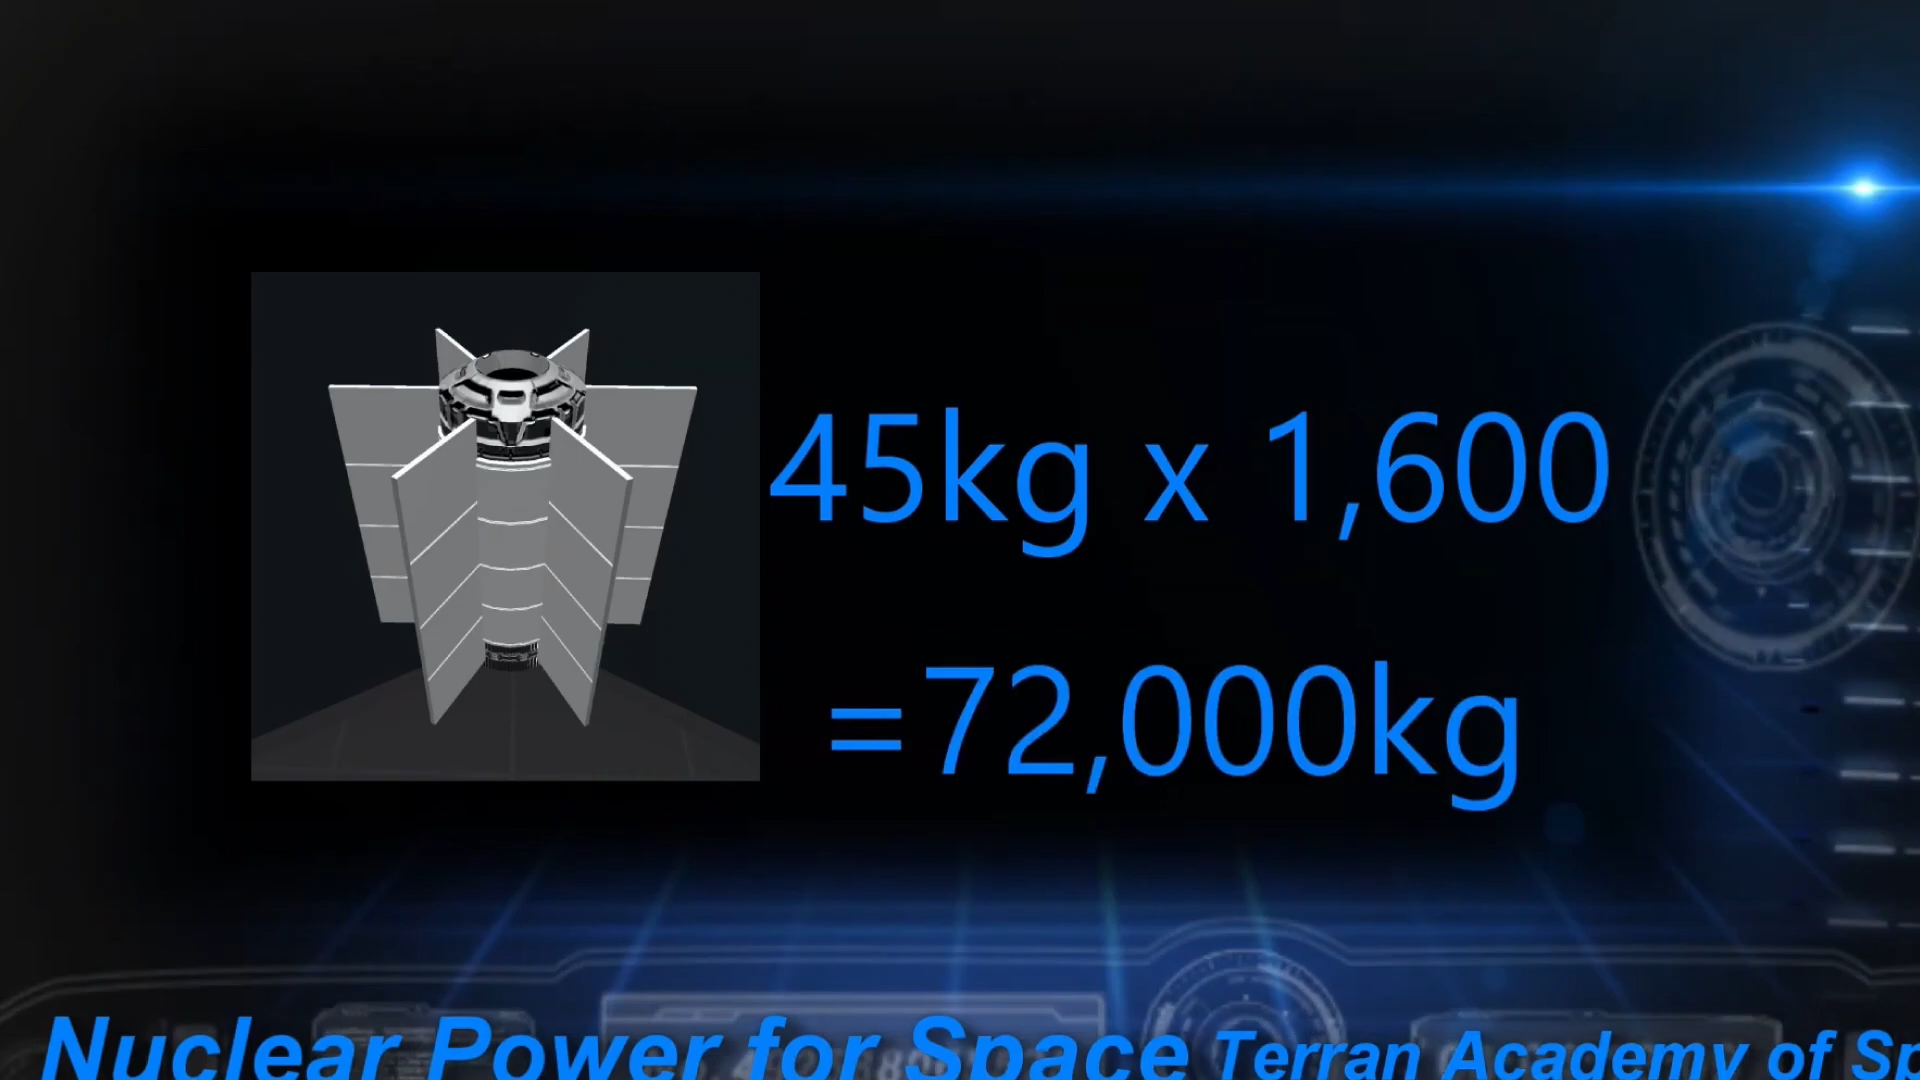 45kg x 1,600
=72,000kg
Nuclear Power for Space Terran Academy of Sp